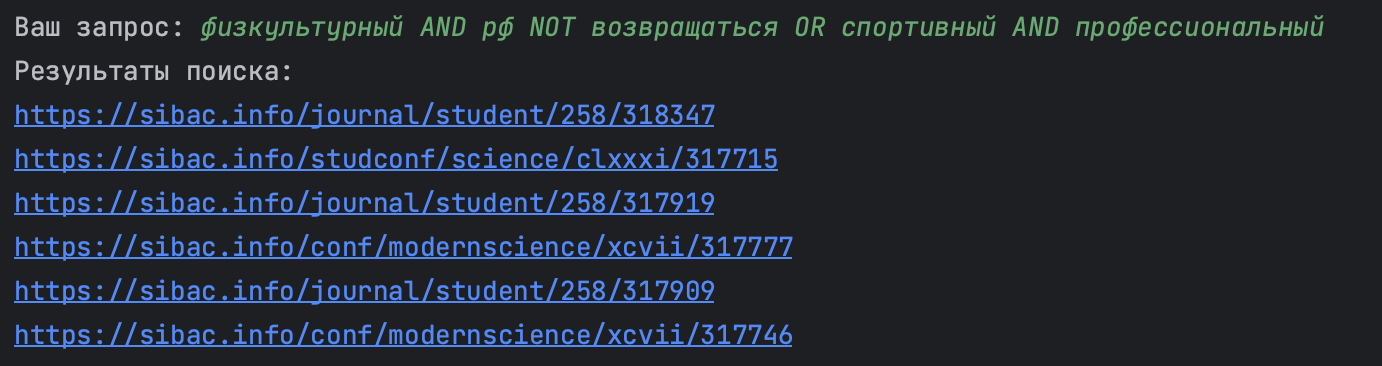 Ваш запрос: физкультурный AND рф NOT возвращаться OR спортивный AND профессиональный
Результаты поиска:
https://sibac.info/journal/student/258/318347
https://sibac.info/studconf/science/clxxxi/317715
https://sibac.info/journal/student/258/317919
https://sibac.info/conf/modernscience/xcvii/317777
https://sibac.info/journal/student/258/317909
https://sibac.info/conf/modernscience/xcvii/317746